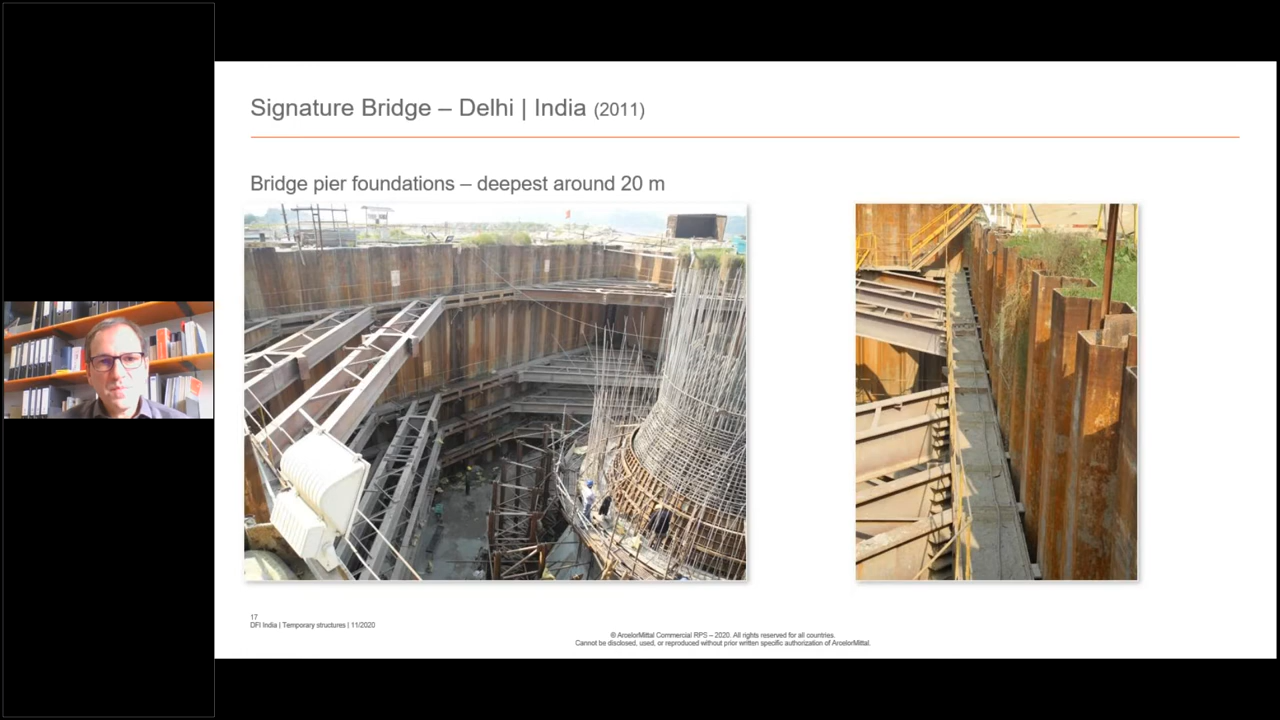 Signature Bridge – Delhi | India (2011)
Bridge pier foundations – deepest around 20 m
17
DFI India | Temporary structures | 11/2020
© ArcelorMittal Commercial RPS – 2020. All rights reserved for all countries.
Cannot be disclosed, used, or reproduced without prior written specific authorization of ArcelorMittal.